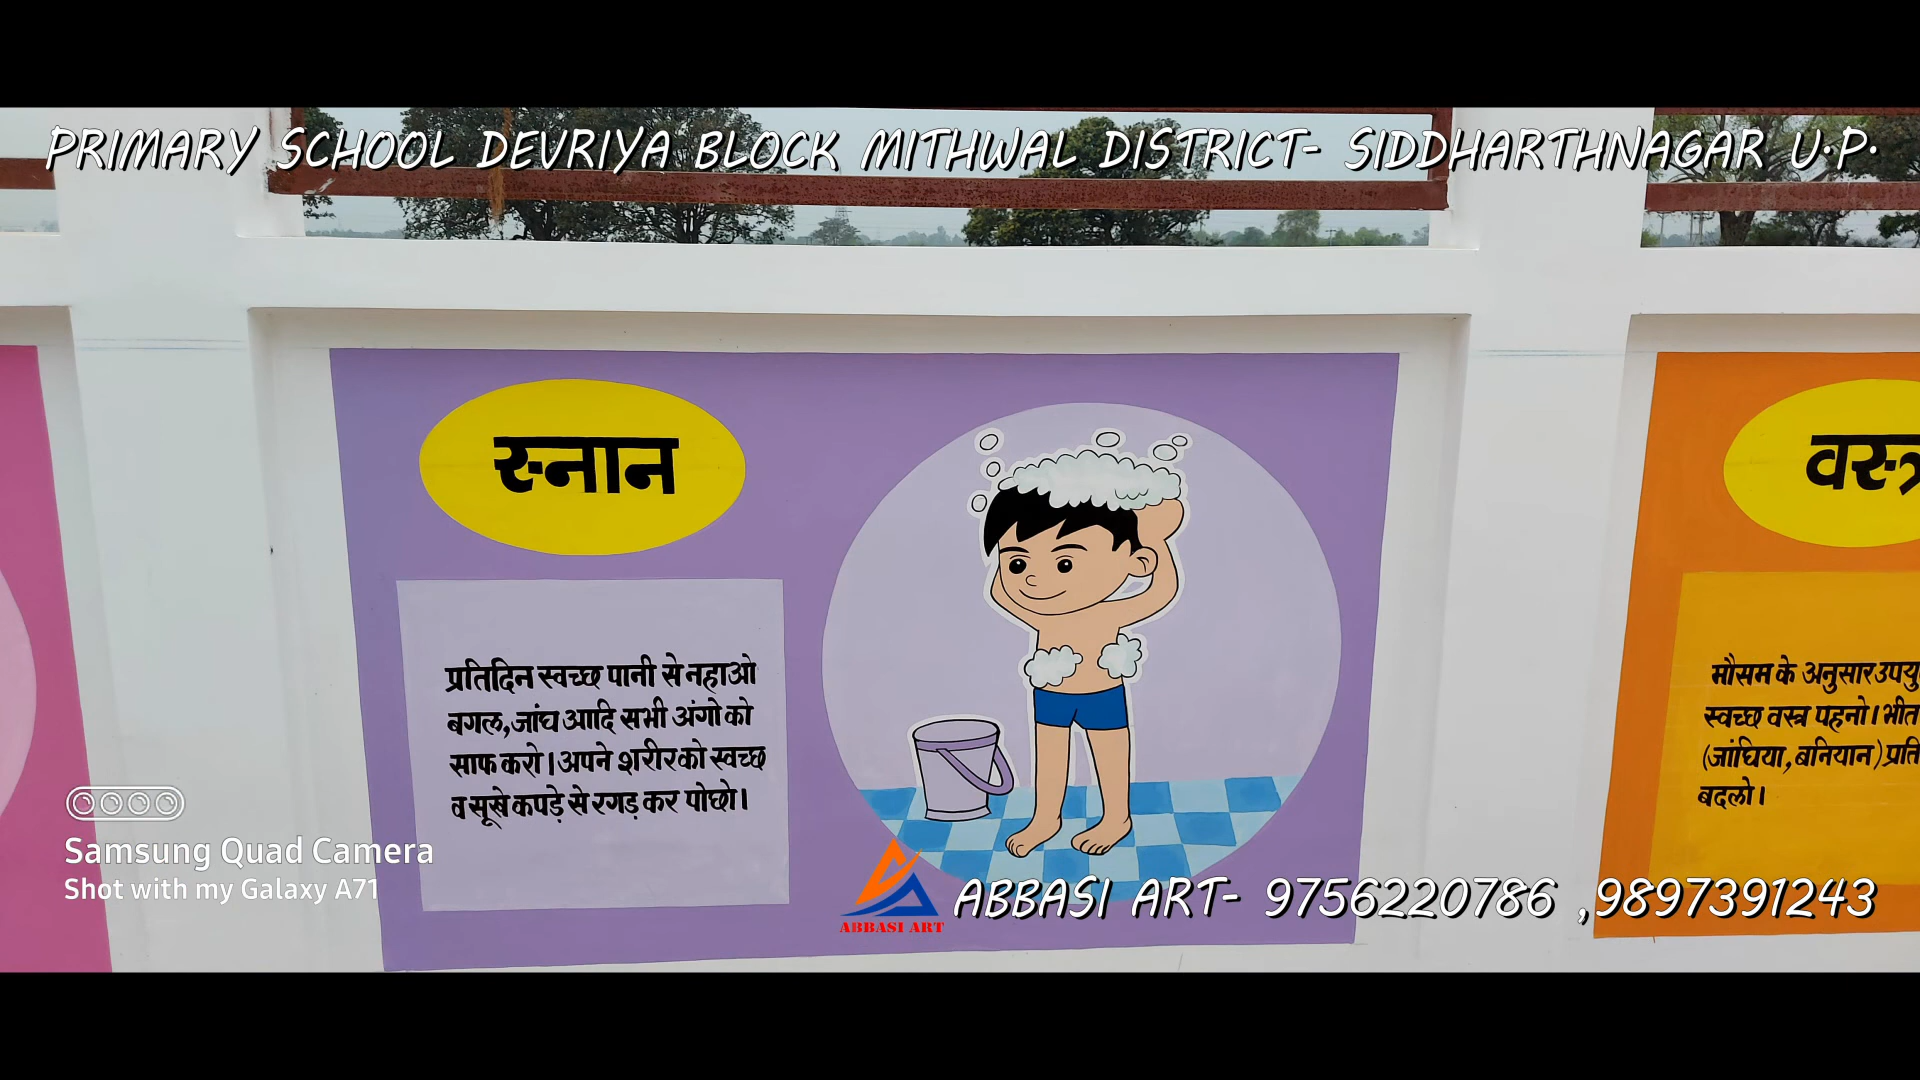 PRIMARY SCHOOL DEVRIYA BLOCK MITHWAL DISTRICT- SIDDHARTHNAGAR U.P.
स्नान
प्रतिदिन स्वच्छ पानी से नहाओ
बगल,जांघ आदि सभी अंगो को
साफ करो।अपने शरीर को स्वच्छ
व सूखे कपड़े से रगड़ कर पोछो।
वस्त्र
मौसम के अनुसार
स्वच्छ वस्त्र पहनो।
(जांघिया,बनियान)
बदलो।
Samsung Quad Camera
Shot with my Galaxy A71
ABBASI ART
ABBASI ART- 9756220786 ,9897391243